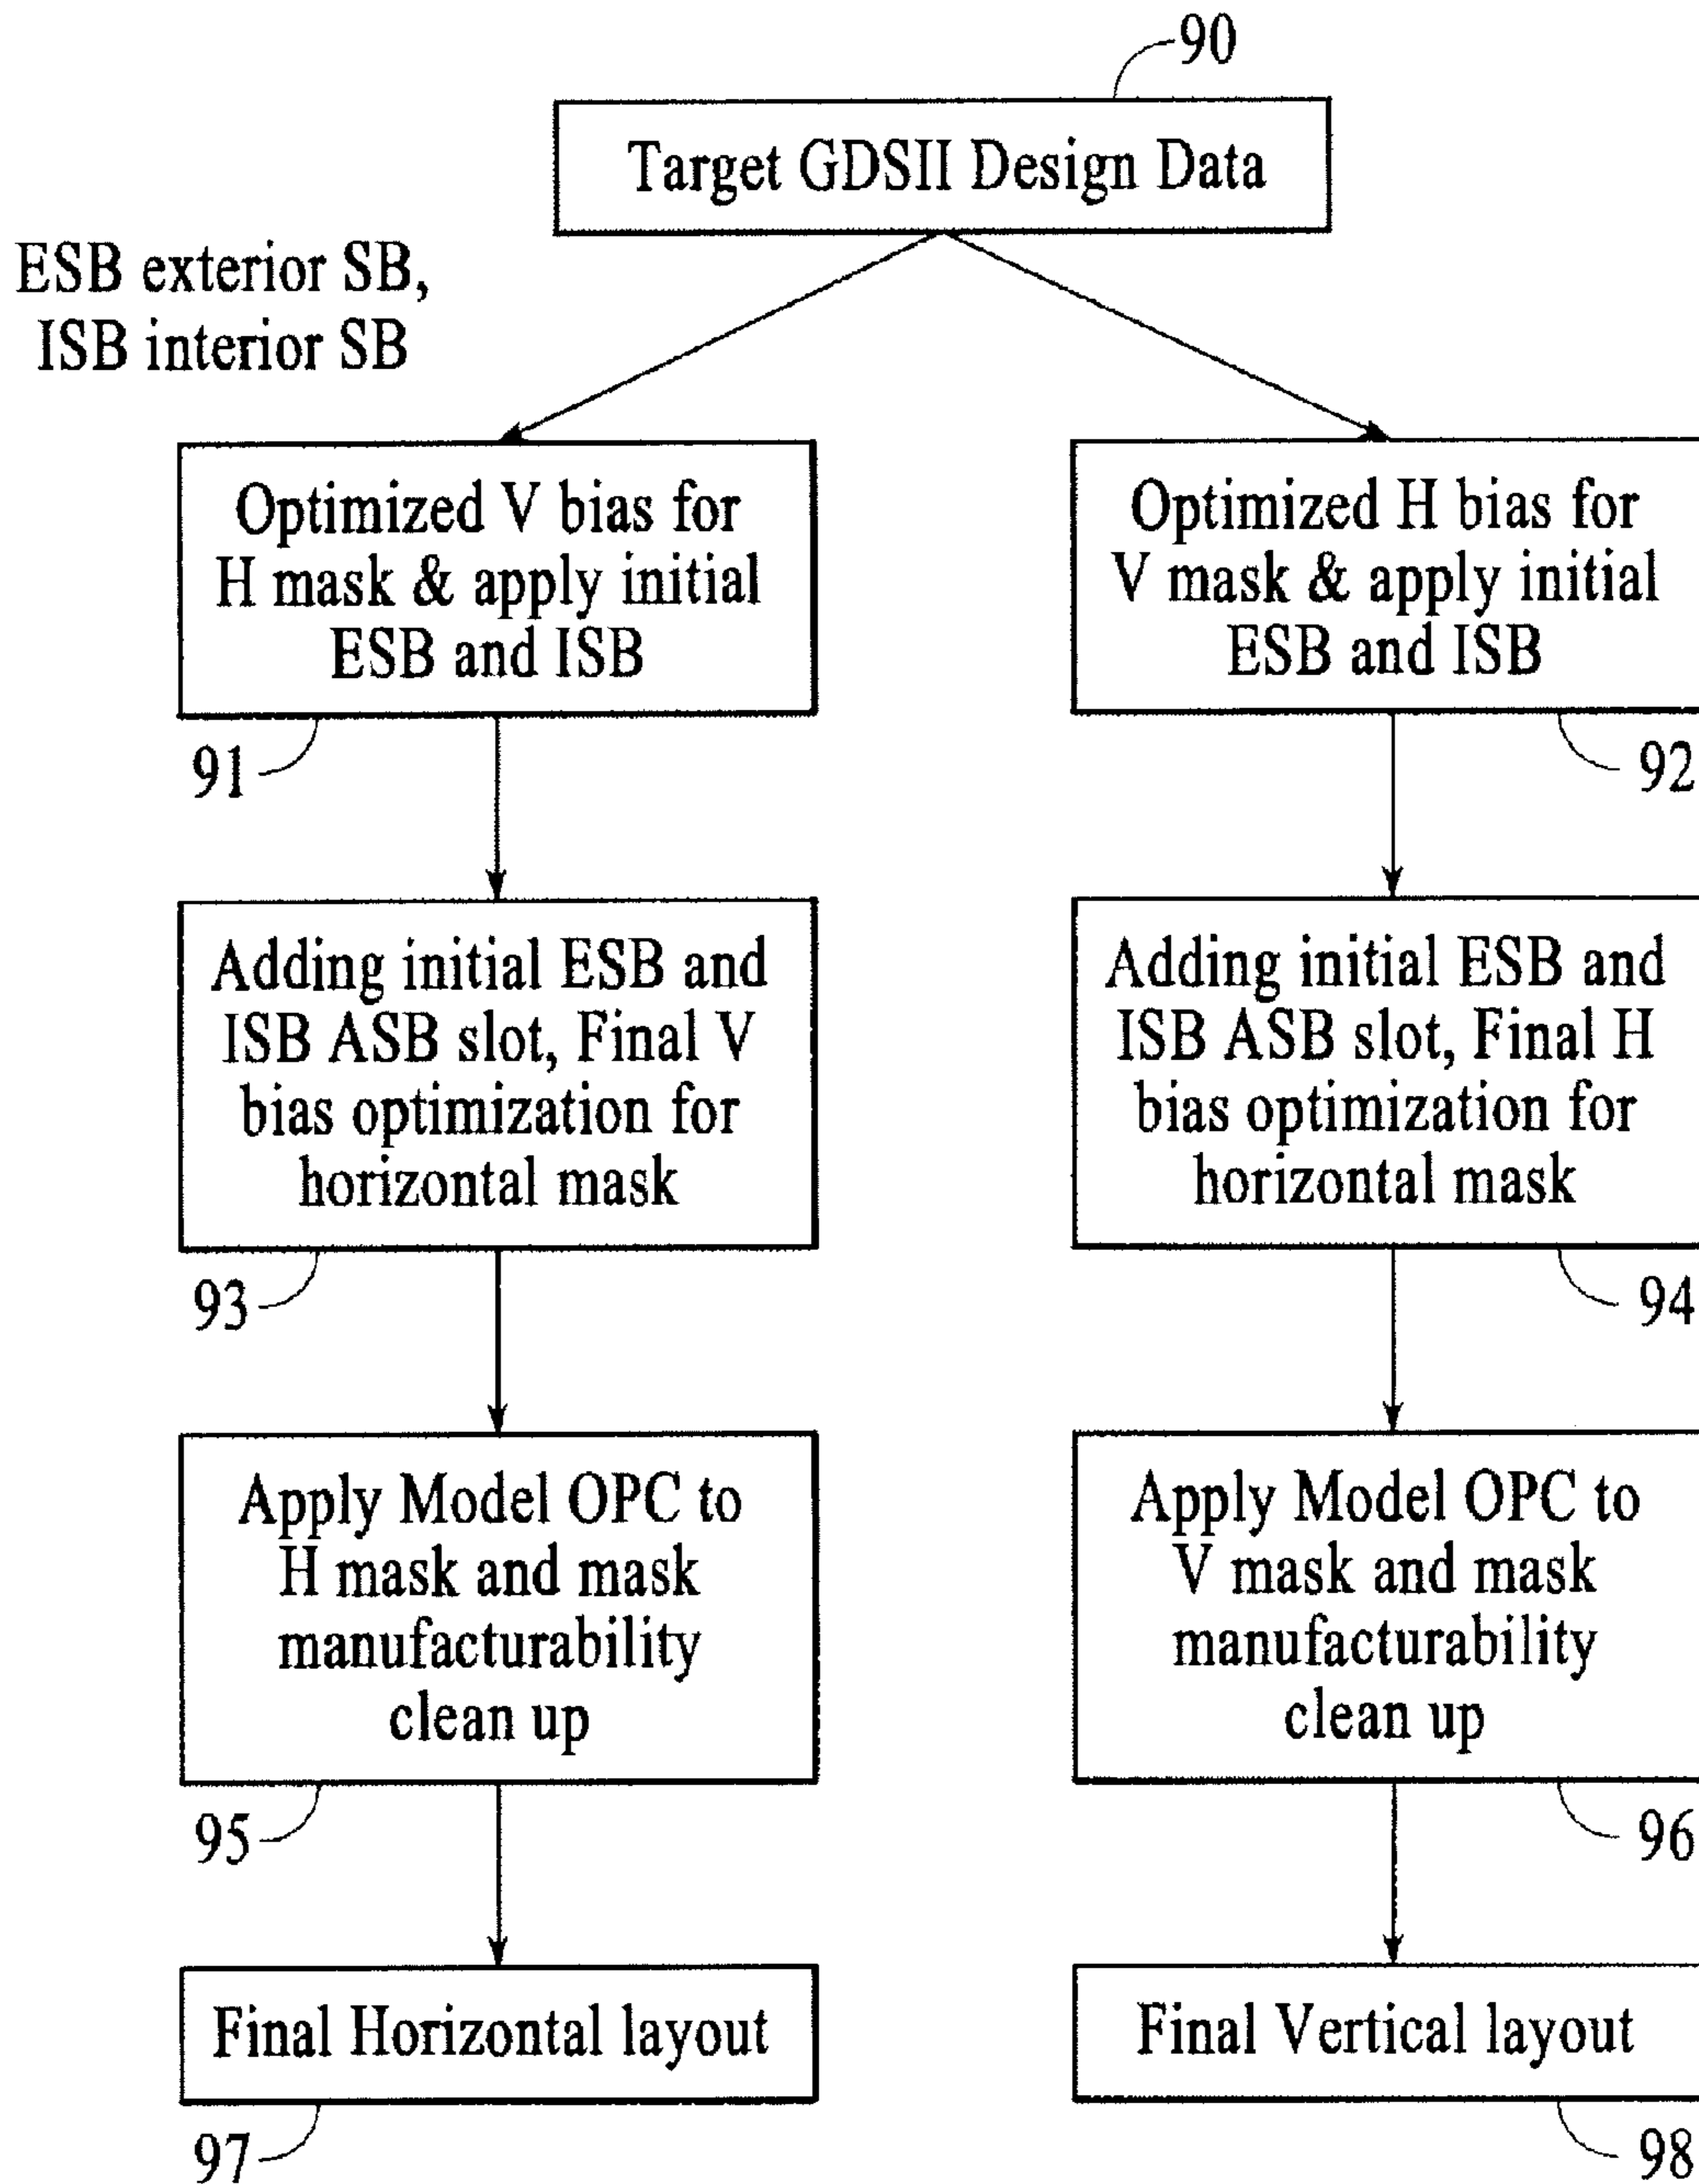 90
Target GDSII Design Data
ESB exterior SB,
ISB interior SB
Optimized V bias for
H mask & apply initial
ESB and ISB
91
Optimized H bias for
V mask & apply initial
ESB and ISB
92
Adding initial ESB and
ISB ASB slot, Final V
bias optimization for
horizontal mask
93
Adding initial ESB and
ISB ASB slot, Final H
bias optimization for
horizontal mask
94
Apply Model OPC to
H mask and mask
manufacturability
clean up
95
Apply Model OPC to
V mask and mask
manufacturability
clean up
96
Final Horizontal layout
97
Final Vertical layout
98